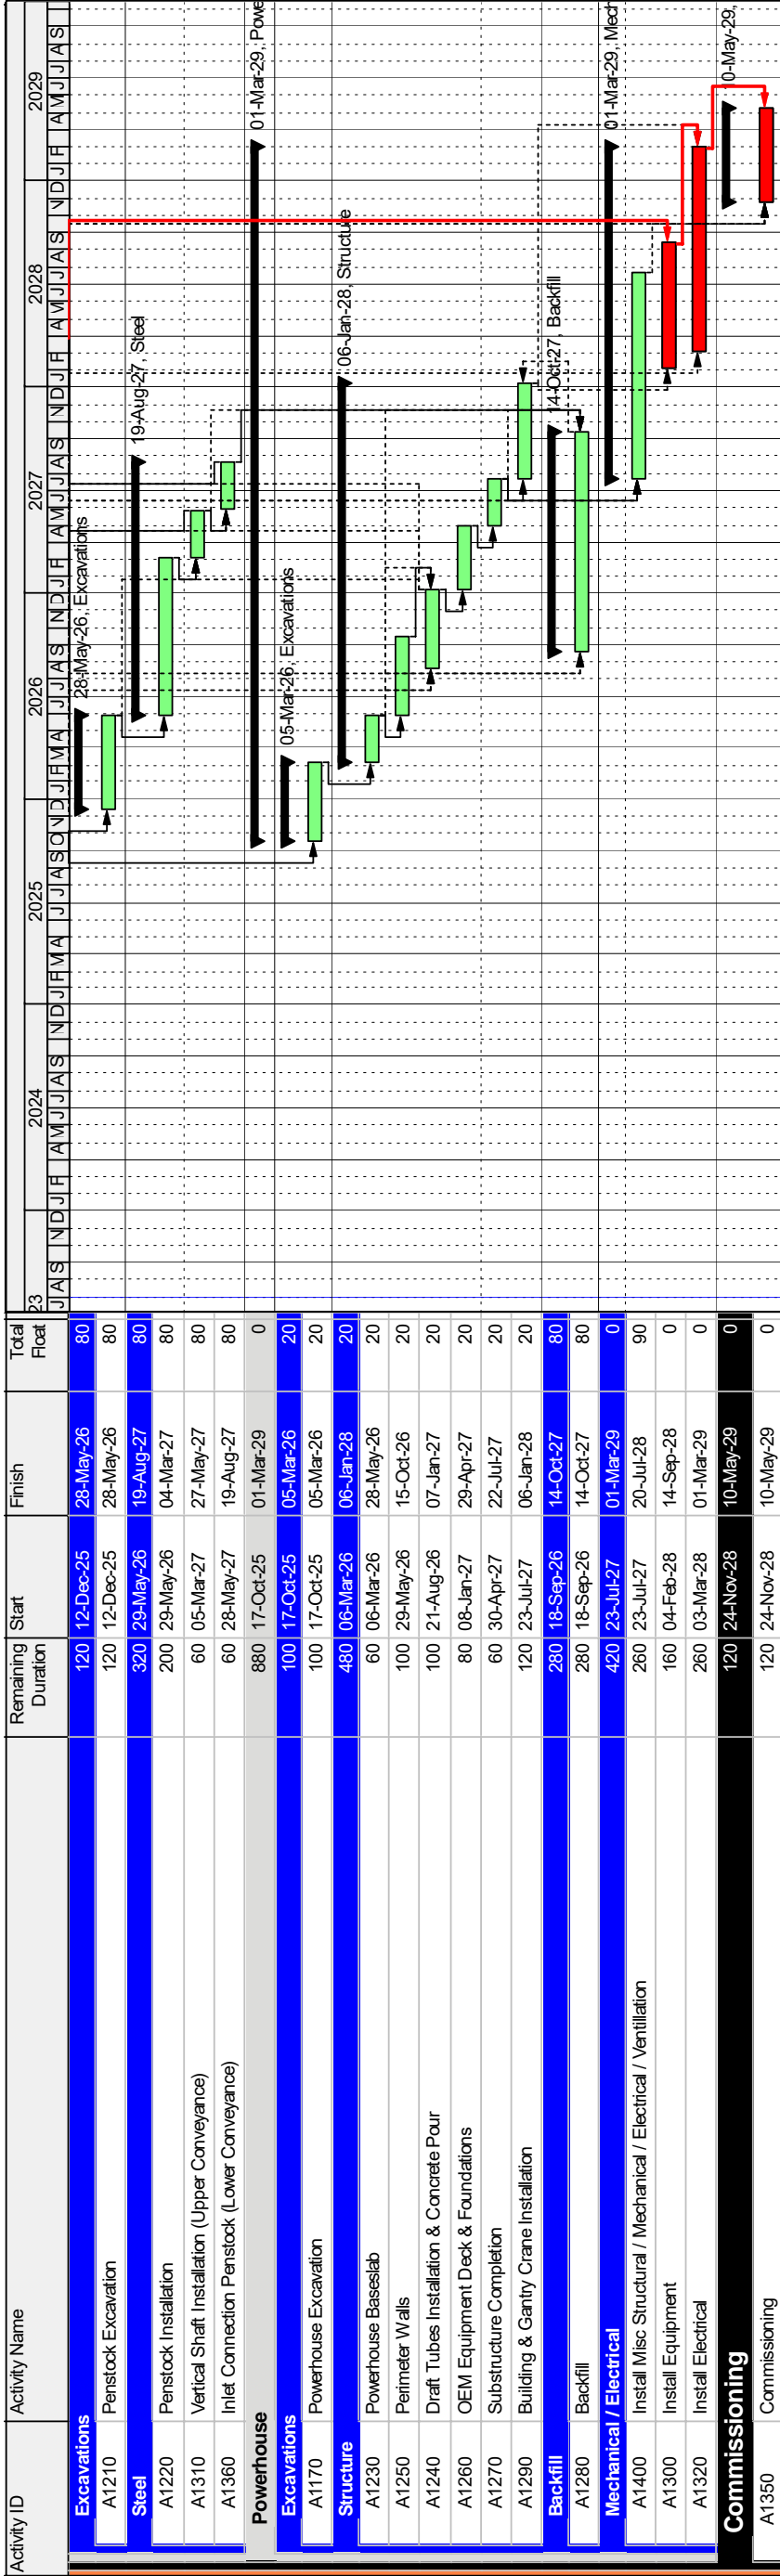 Activity ID Activity Name Remaining Duration Start Finish Total Float
23 2024 2025 2026 2027 2028 2029
J A S N D J F A M J J A S N D J F M A J J A S O N D J F M A J J A S N D J F A M J J A S N D J F A M J J A S N D J F A M J J A S
Excavations 120 12-Dec-25 28-May-26 80 28-May-26, Excavations
A1210 Penstock Excavation 120 12-Dec-25 28-May-26 80
Steel 320 29-May-26 19-Aug-27 80 19-Aug-27, Steel
A1220 Penstock Installation 200 29-May-26 04-Mar-27 80
A1310 Vertical Shaft Installation (Upper Conveyance) 60 05-Mar-27 27-May-27 80
A1360 Inlet Connection Penstock (Lower Conveyance) 60 28-May-27 19-Aug-27 80
Powerhouse 880 17-Oct-25 01-Mar-29 0 01-Mar-29, Powe
Excavations 100 17-Oct-25 05-Mar-26 20 05-Mar-26, Excavations
A1170 Powerhouse Excavation 100 17-Oct-25 05-Mar-26 20
Structure 480 06-Mar-26 06-Jan-28 20 06-Jan-28, Structure
A1230 Powerhouse Baseslab 60 06-Mar-26 28-May-26 20
A1250 Perimeter Walls 100 29-May-26 15-Oct-26 20
A1240 Draft Tubes Installation & Concrete Pour 100 21-Aug-26 07-Jan-27 20
A1260 OEM Equipment Deck & Foundations 80 08-Jan-27 29-Apr-27 20
A1270 Substructure Completion 60 30-Apr-27 22-Jul-27 20
A1290 Building & Gantry Crane Installation 120 23-Jul-27 06-Jan-28 20
Backfill 280 18-Sep-26 14-Oct-27 80 14-Oct-27, Backfill
A1280 Backfill 280 18-Sep-26 14-Oct-27 80
Mechanical / Electrical 420 23-Jul-27 01-Mar-29 0 01-Mar-29, Mech
A1400 Install Misc Structural / Mechanical / Electrical / Ventillation 260 23-Jul-27 20-Jul-28 90
A1300 Install Equipment 160 04-Feb-28 14-Sep-28 0
A1320 Install Electrical 260 03-Mar-28 01-Mar-29 0
Commissioning 120 24-Nov-28 10-May-29 0 10-May-29,
A1350 Commissioning 120 24-Nov-28 10-May-29 0